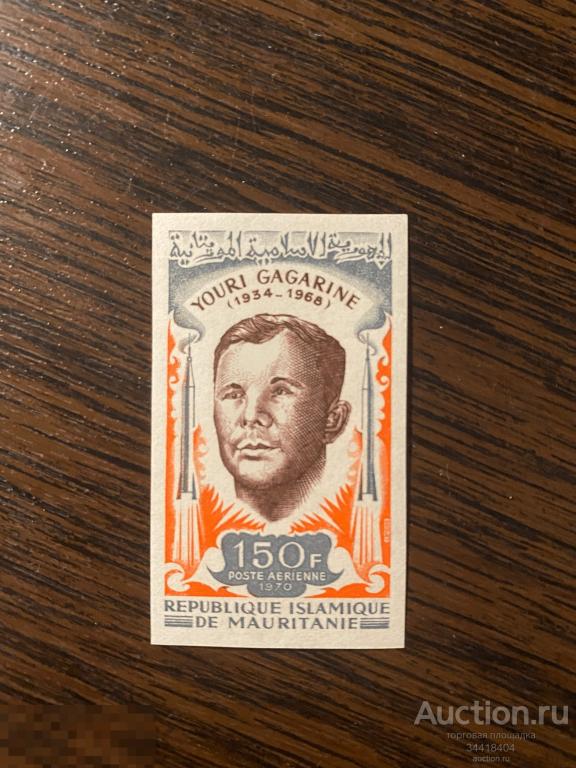 الجمهورية الإسلامية الموريتانية
YOURI GAGARINE
(1934-1968)
150F
POSTE AERIENNE
1970
REPUBLIQUE ISLAMIQUE
DE MAURITANIE
Auction.ru
торговая площадка
34418404
auction.ru